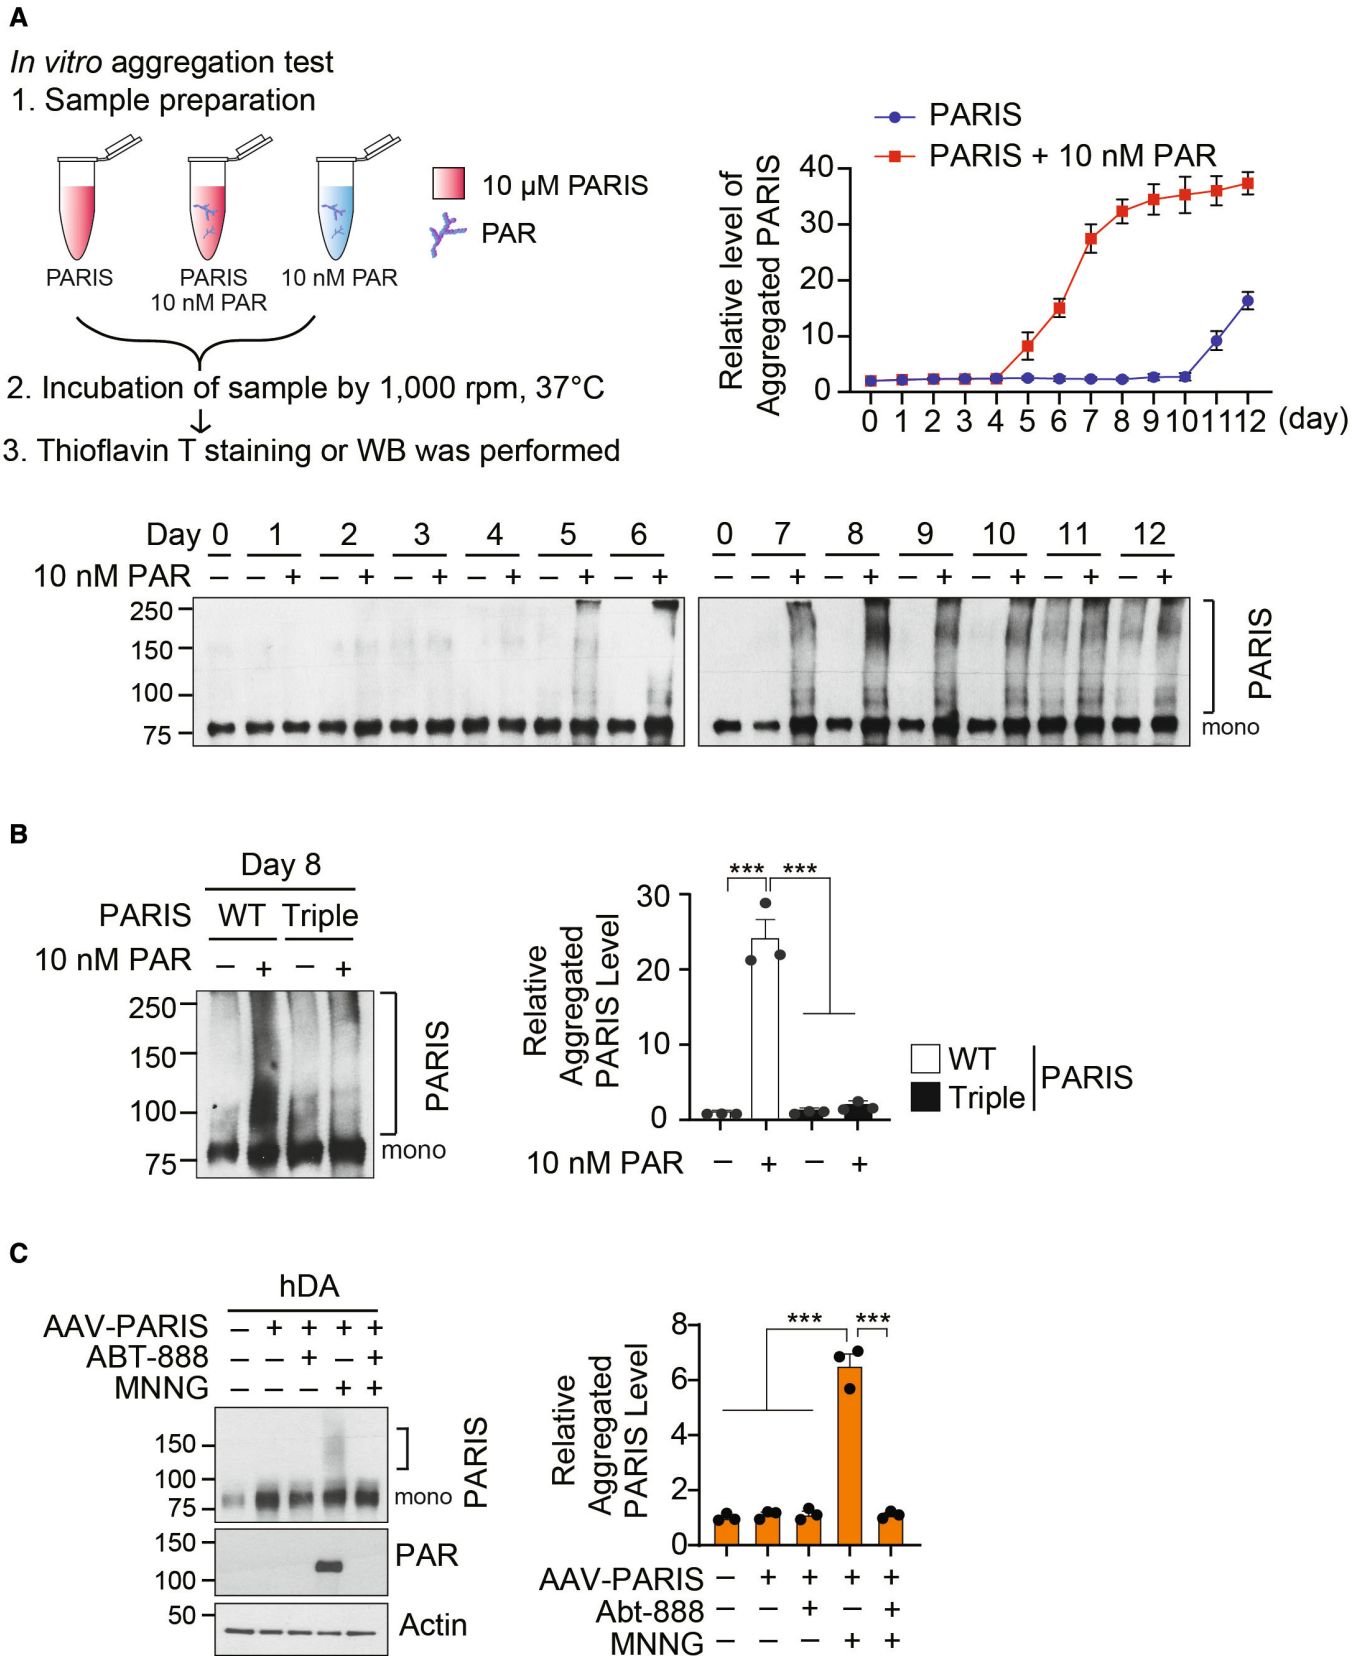 A
In vitro aggregation test
1. Sample preparation
10 µM PARIS
PAR
PARIS
PARIS
10 nM PAR
10 nM PAR
2. Incubation of sample by 1,000 rpm, 37°C
3. Thioflavin T staining or WB was performed
PARIS
PARIS + 10 nM PAR
Relative level of
Aggregated PARIS
40
30
20
10
0
0 1 2 3 4 5 6 7 8 9 10 11 12 (day)
Day 0 1 2 3 4 5 6 0 7 8 9 10 11 12
10 nM PAR – – + – + – + – + – + – + – – + – + – + – + – + – +
250
150
100
75
PARIS
mono
B
Day 8
PARIS WT Triple
10 nM PAR – + – +
250
150
100
75
PARIS
mono
Relative
Aggregated
PARIS Level
30
20
10
0
*** ***
10 nM PAR – + – +
WT
Triple
PARIS
C
hDA
AAV-PARIS – + + + +
ABT-888 – – + – +
MNNG – – – + +
150
100
75
mono
PARIS
150
100
PAR
50
Actin
Relative
Aggregated
PARIS Level
8
6
4
2
0
*** ***
AAV-PARIS – + + + +
Abt-888 – – + – +
MNNG – – – + +